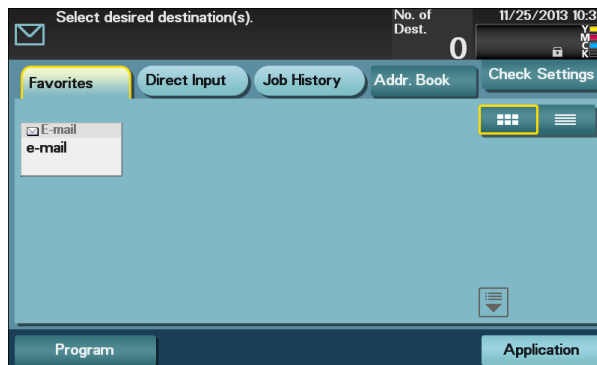 Select desired destination(s).
No. of
Dest.
0
11/25/2013 10:3
Y
M
C
K
Favorites
Direct Input
Job History
Addr. Book
Check Settings
E-mail
e-mail
Program
Application